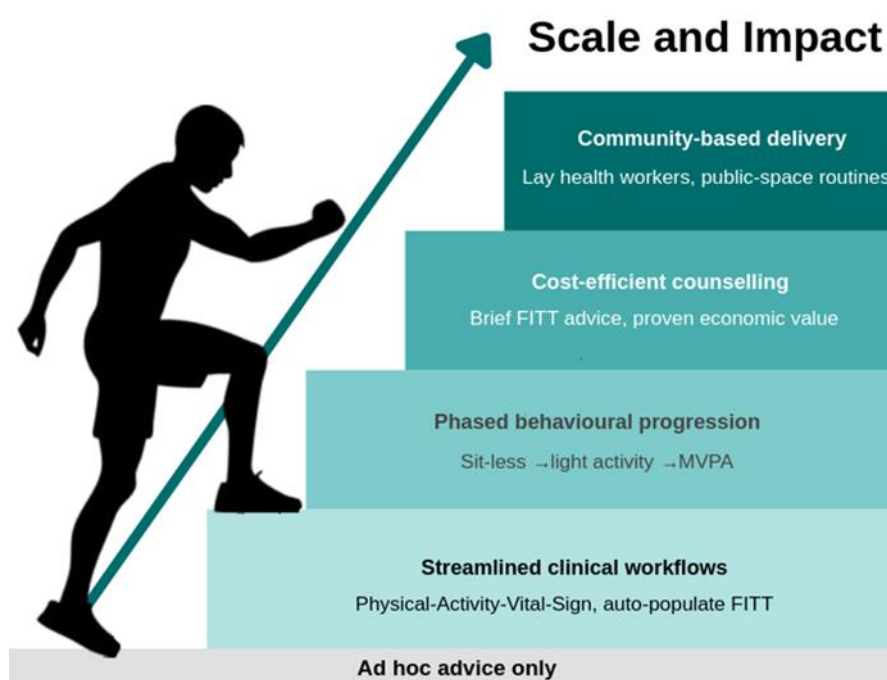 Scale and Impact
Community-based delivery
Lay health workers, public-space routines
Cost-efficient counselling
Brief FITT advice, proven economic value
Phased behavioural progression
Sit-less →light activity →MVPA
Streamlined clinical workflows
Physical-Activity-Vital-Sign, auto-populate FITT
Ad hoc advice only